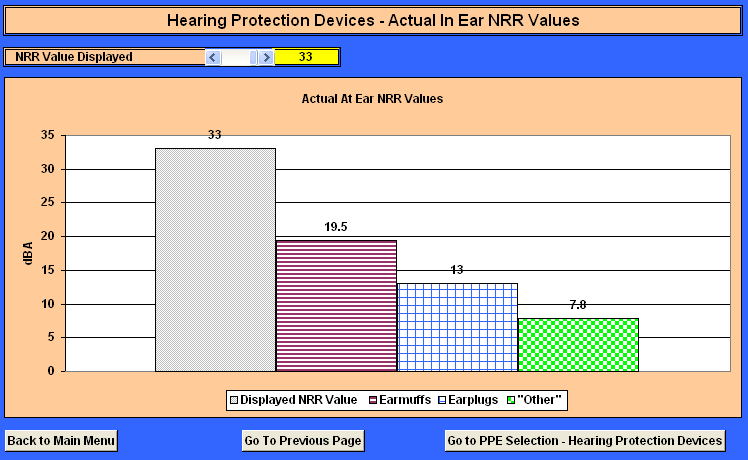 Hearing Protection Devices - Actual In Ear NRR Values
NRR Value Displayed 33
Actual At Ear NRR Values
35
30
25
20
15
10
5
0
dBA
33
19.5
13
7.8
Displayed NRR Value Earmuffs Earplugs "Other"
Back to Main Menu Go To Previous Page Go to PPE Selection - Hearing Protection Devices